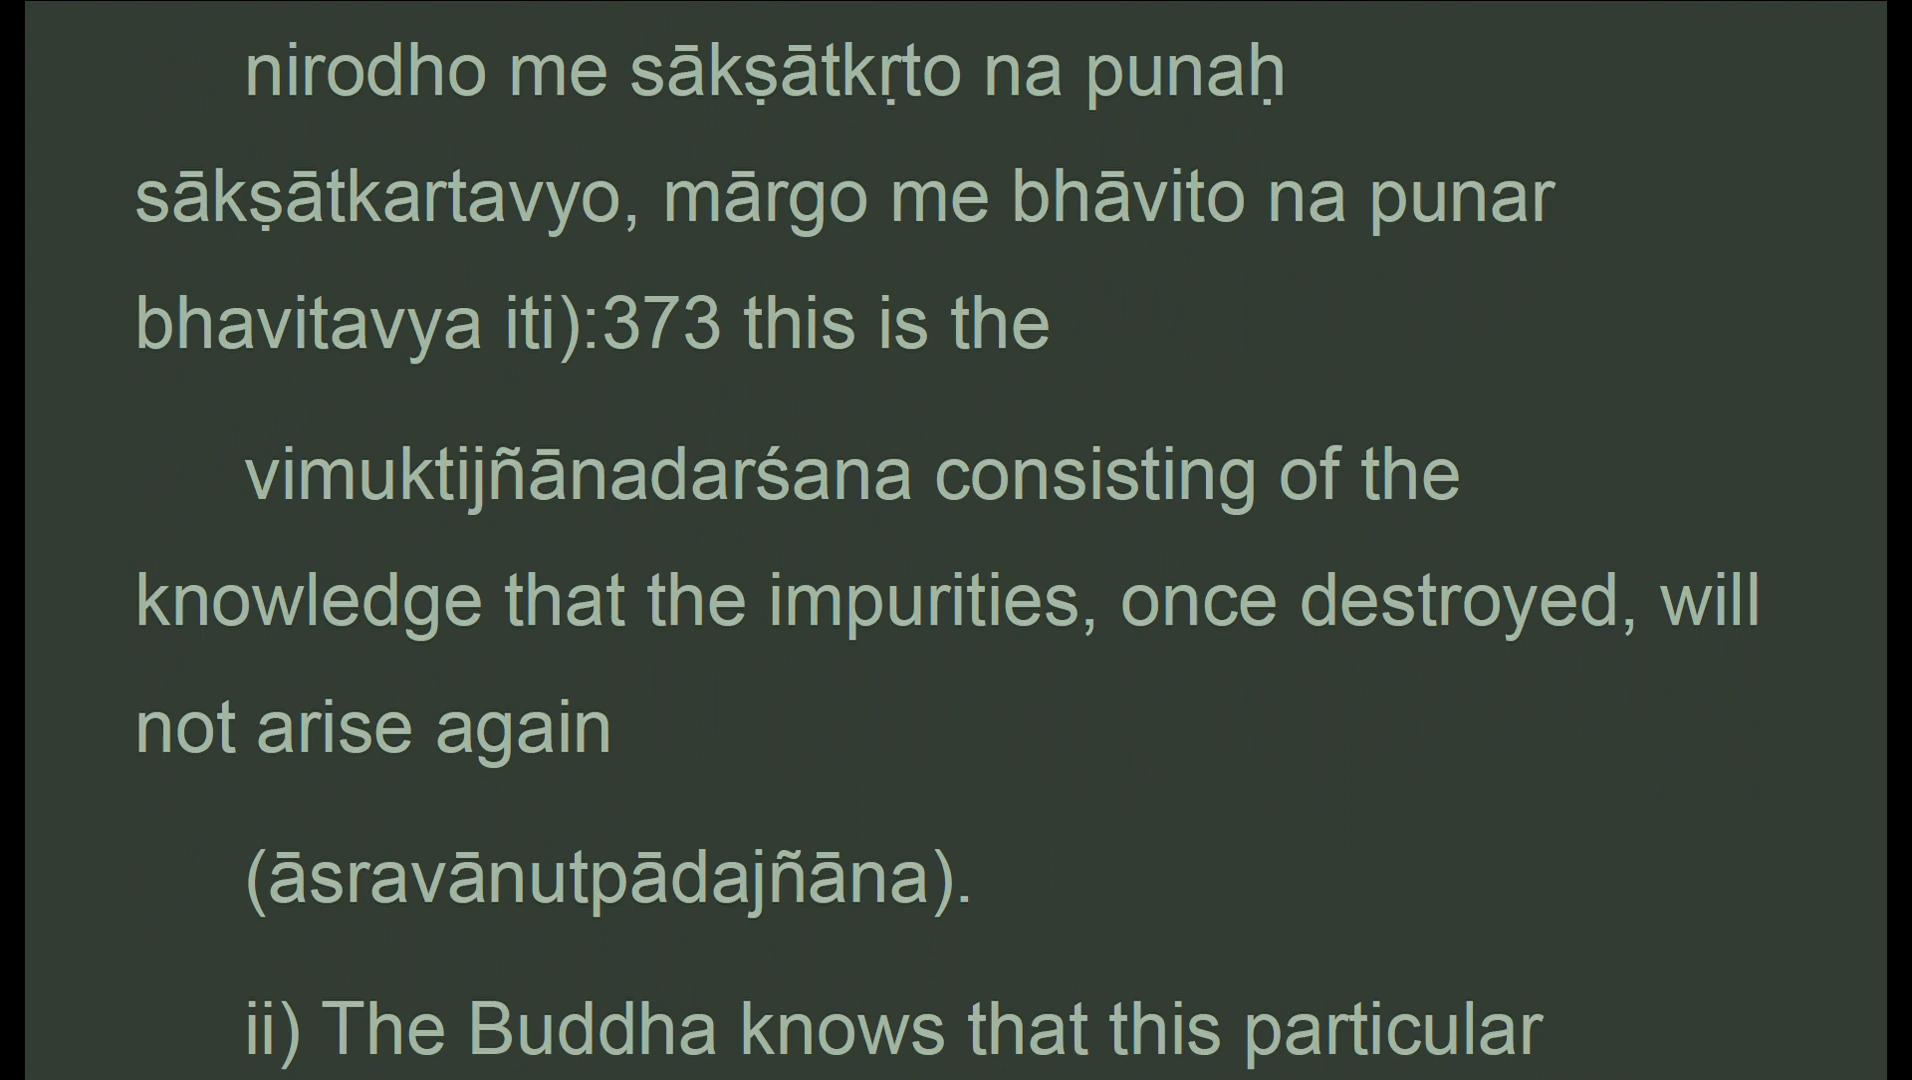 nirodho me sākṣātkṛto na punaḥ
sākṣātkartavyo, mārgo me bhāvito na punar
bhavitavya iti):373 this is the
vimuktijñānadarśana consisting of the
knowledge that the impurities, once destroyed, will
not arise again
(āsravānutpādajñāna).
ii) The Buddha knows that this particular